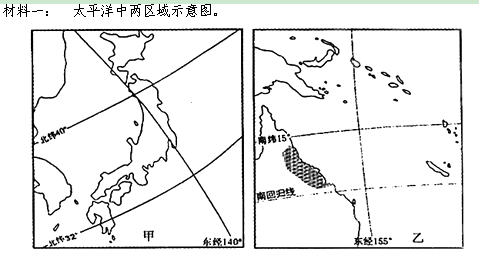 材料一： 太平洋中两区域示意图。
北纬40°
北纬32°
甲
东经140°
南纬15°
南回归线
东经155°
乙